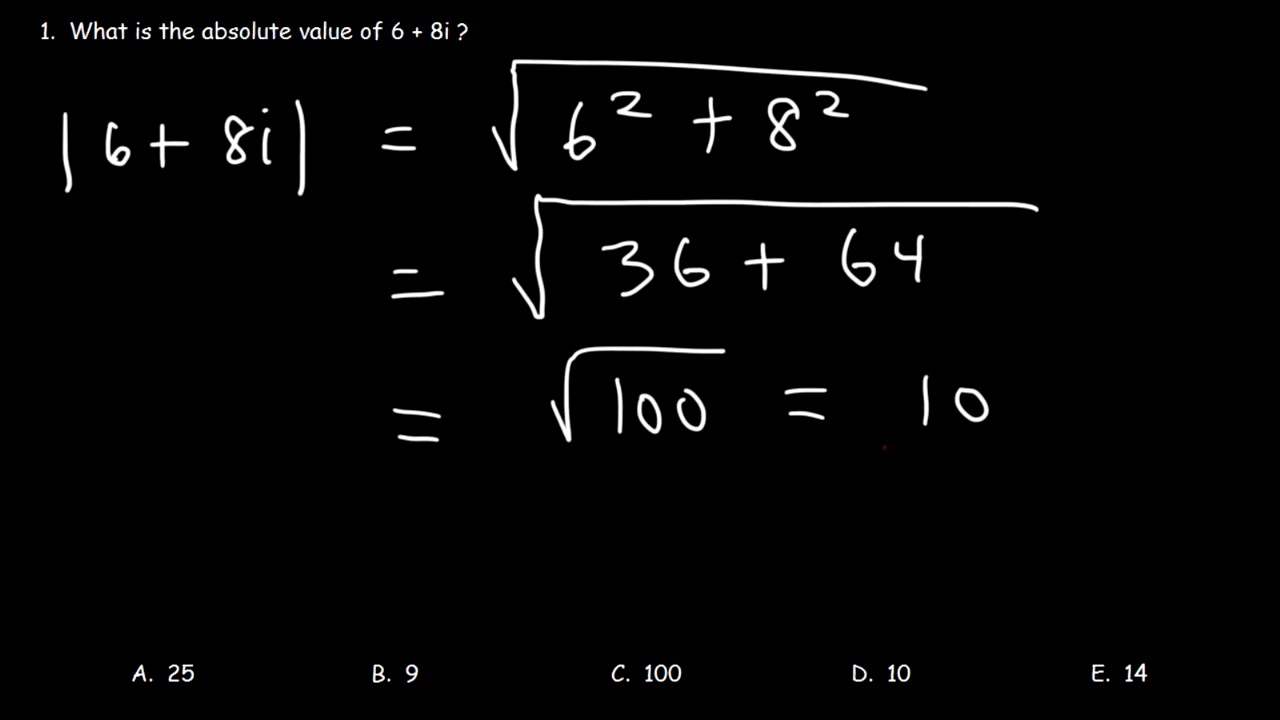 1. What is the absolute value of 6 + 8i ?
|6 + 8i| = √6² + 8²
= √36 + 64
= √100 = 10
A. 25 B. 9 C. 100 D. 10 E. 14